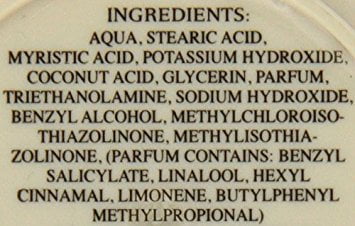 INGREDIENTS:
AQUA, STEARIC ACID,
MYRISTIC ACID, POTASSIUM HYDROXIDE,
COCONUT ACID, GLYCERIN, PARFUM,
TRIETHANOLAMINE, SODIUM HYDROXIDE,
BENZYL ALCOHOL, METHYLCHLOROISO-
THIAZOLINONE, METHYLISOTHIA-
ZOLINONE, (PARFUM CONTAINS: BENZYL
SALICYLATE, LINALOOL, HEXYL
CINNAMAL, LIMONENE, BUTYLPHENYL
METHYLPROPIONAL)